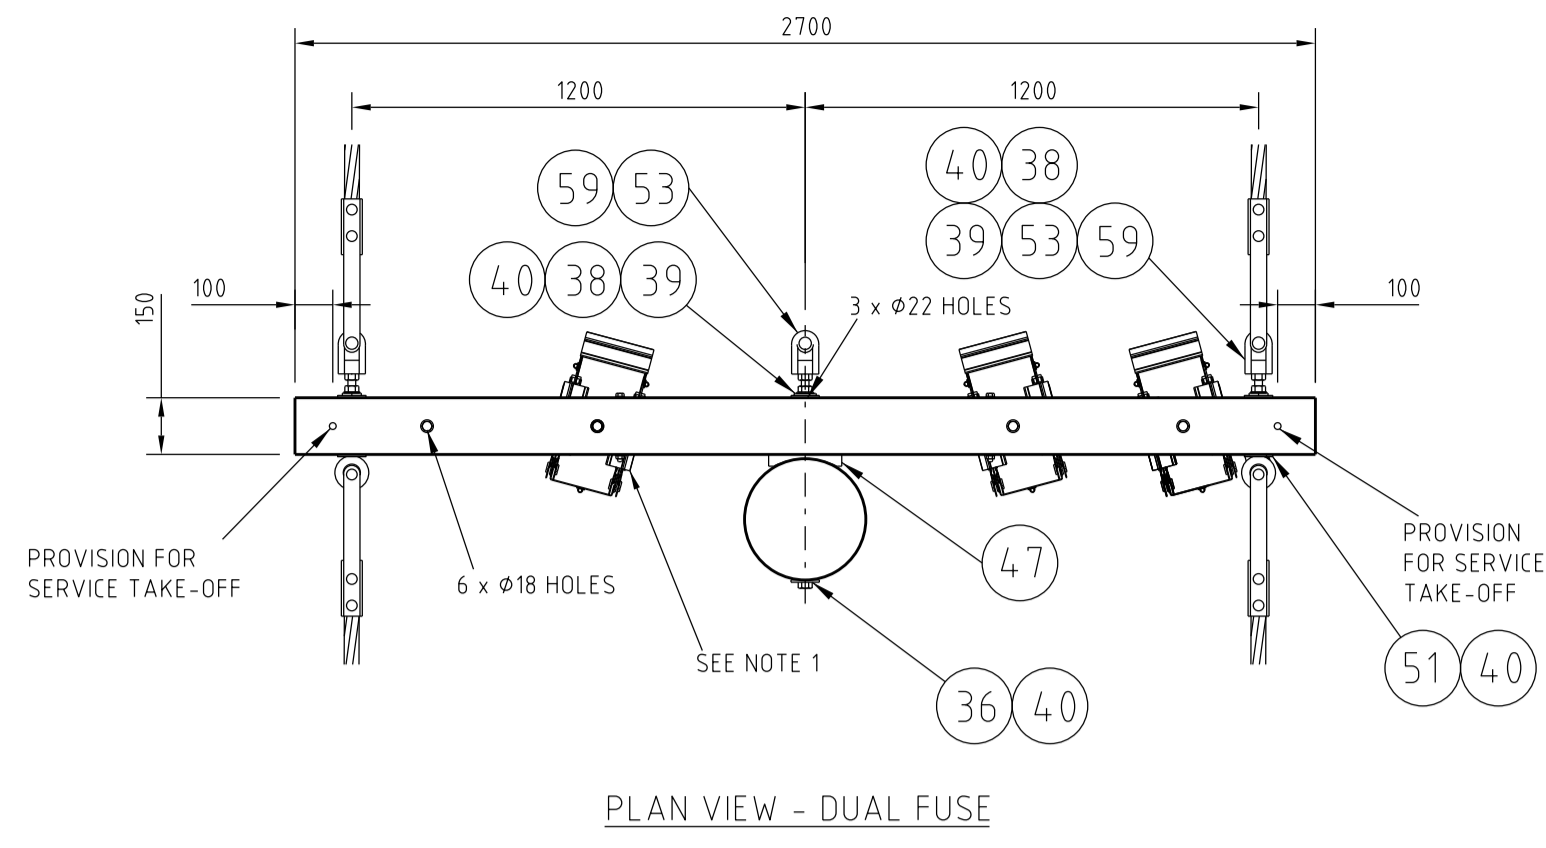 2700
1200
1200
40 38
59 53
39 53 59
40 38 39
100
150
3 x Ø22 HOLES
100
PROVISION FOR
SERVICE TAKE-OFF
6 x Ø18 HOLES
SEE NOTE 1
47
PROVISION
FOR SERVICE
TAKE-OFF
51 40
36 40
PLAN VIEW - DUAL FUSE